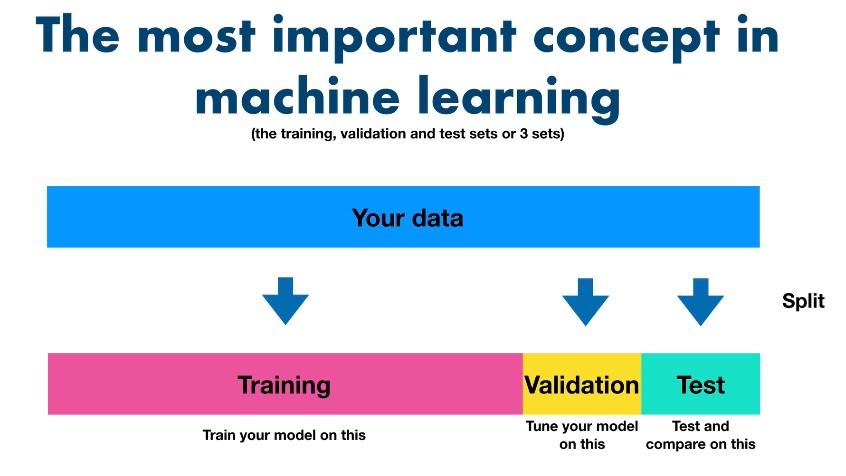 The most important concept in
machine learning
(the training, validation and test sets or 3 sets)
Your data
Split
Training
Validation
Test
Train your model on this
Tune your model
on this
Test and
compare on this